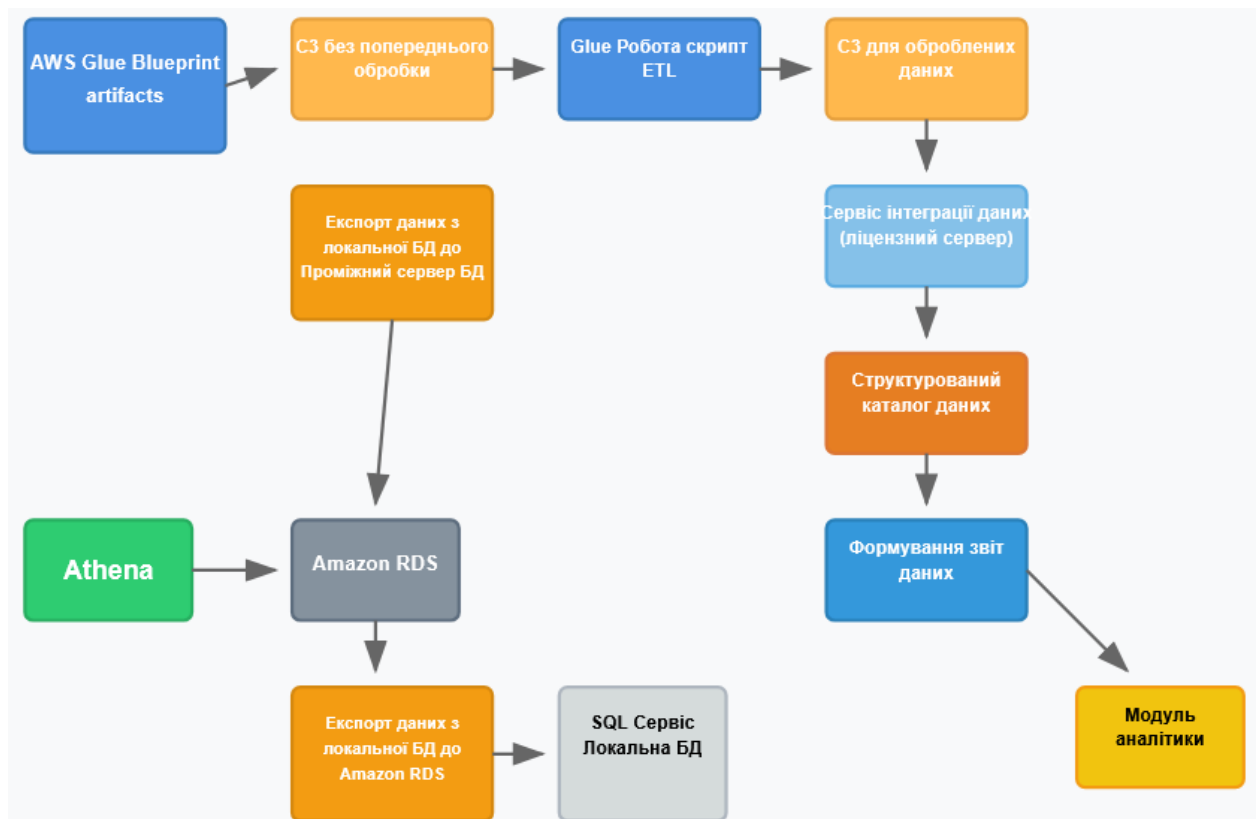 AWS Glue Blueprint
artifacts
С3 без попереднього
обробки
Glue Робота скрипт
ETL
С3 для оброблених
даних
Експорт даних з
локальної БД до
Проміжний сервер БД
Сервіс інтеграції даних
(ліцензний сервер)
Структурований
каталог даних
Athena
Amazon RDS
Формування звіт
даних
Експорт даних з
локальної БД до
Amazon RDS
SQL Сервіс
Локальна БД
Модуль
аналітики